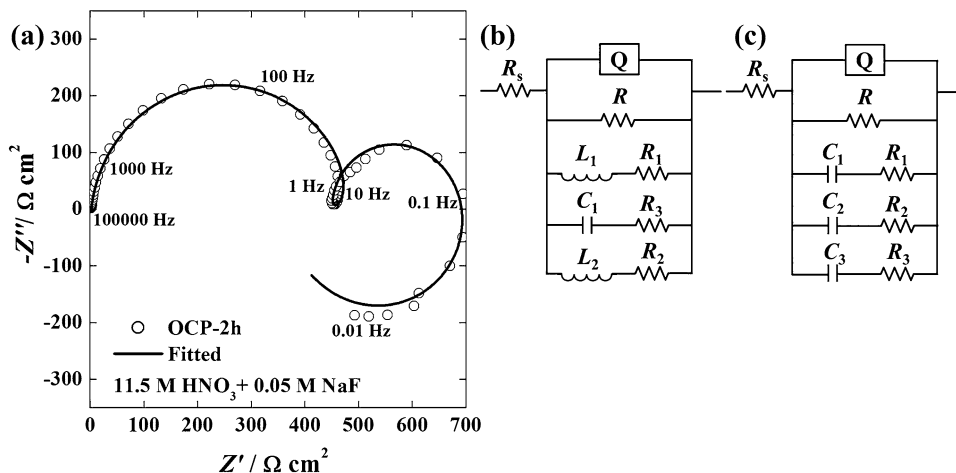 (a)
300
200
100
0
-100
-200
-300
-Z''/ Ω cm²
100 Hz
1000 Hz
1 Hz
10 Hz
0.1 Hz
100000 Hz
0.01 Hz
OCP-2h
Fitted
11.5 M HNO₃+ 0.05 M NaF
0 100 200 300 400 500 600 700
Z' / Ω cm²
(b)
Q
Rₛ
R
L₁ R₁
C₁ R₃
L₂ R₂
(c)
Q
Rₛ
R
C₁ R₁
C₂ R₂
C₃ R₃